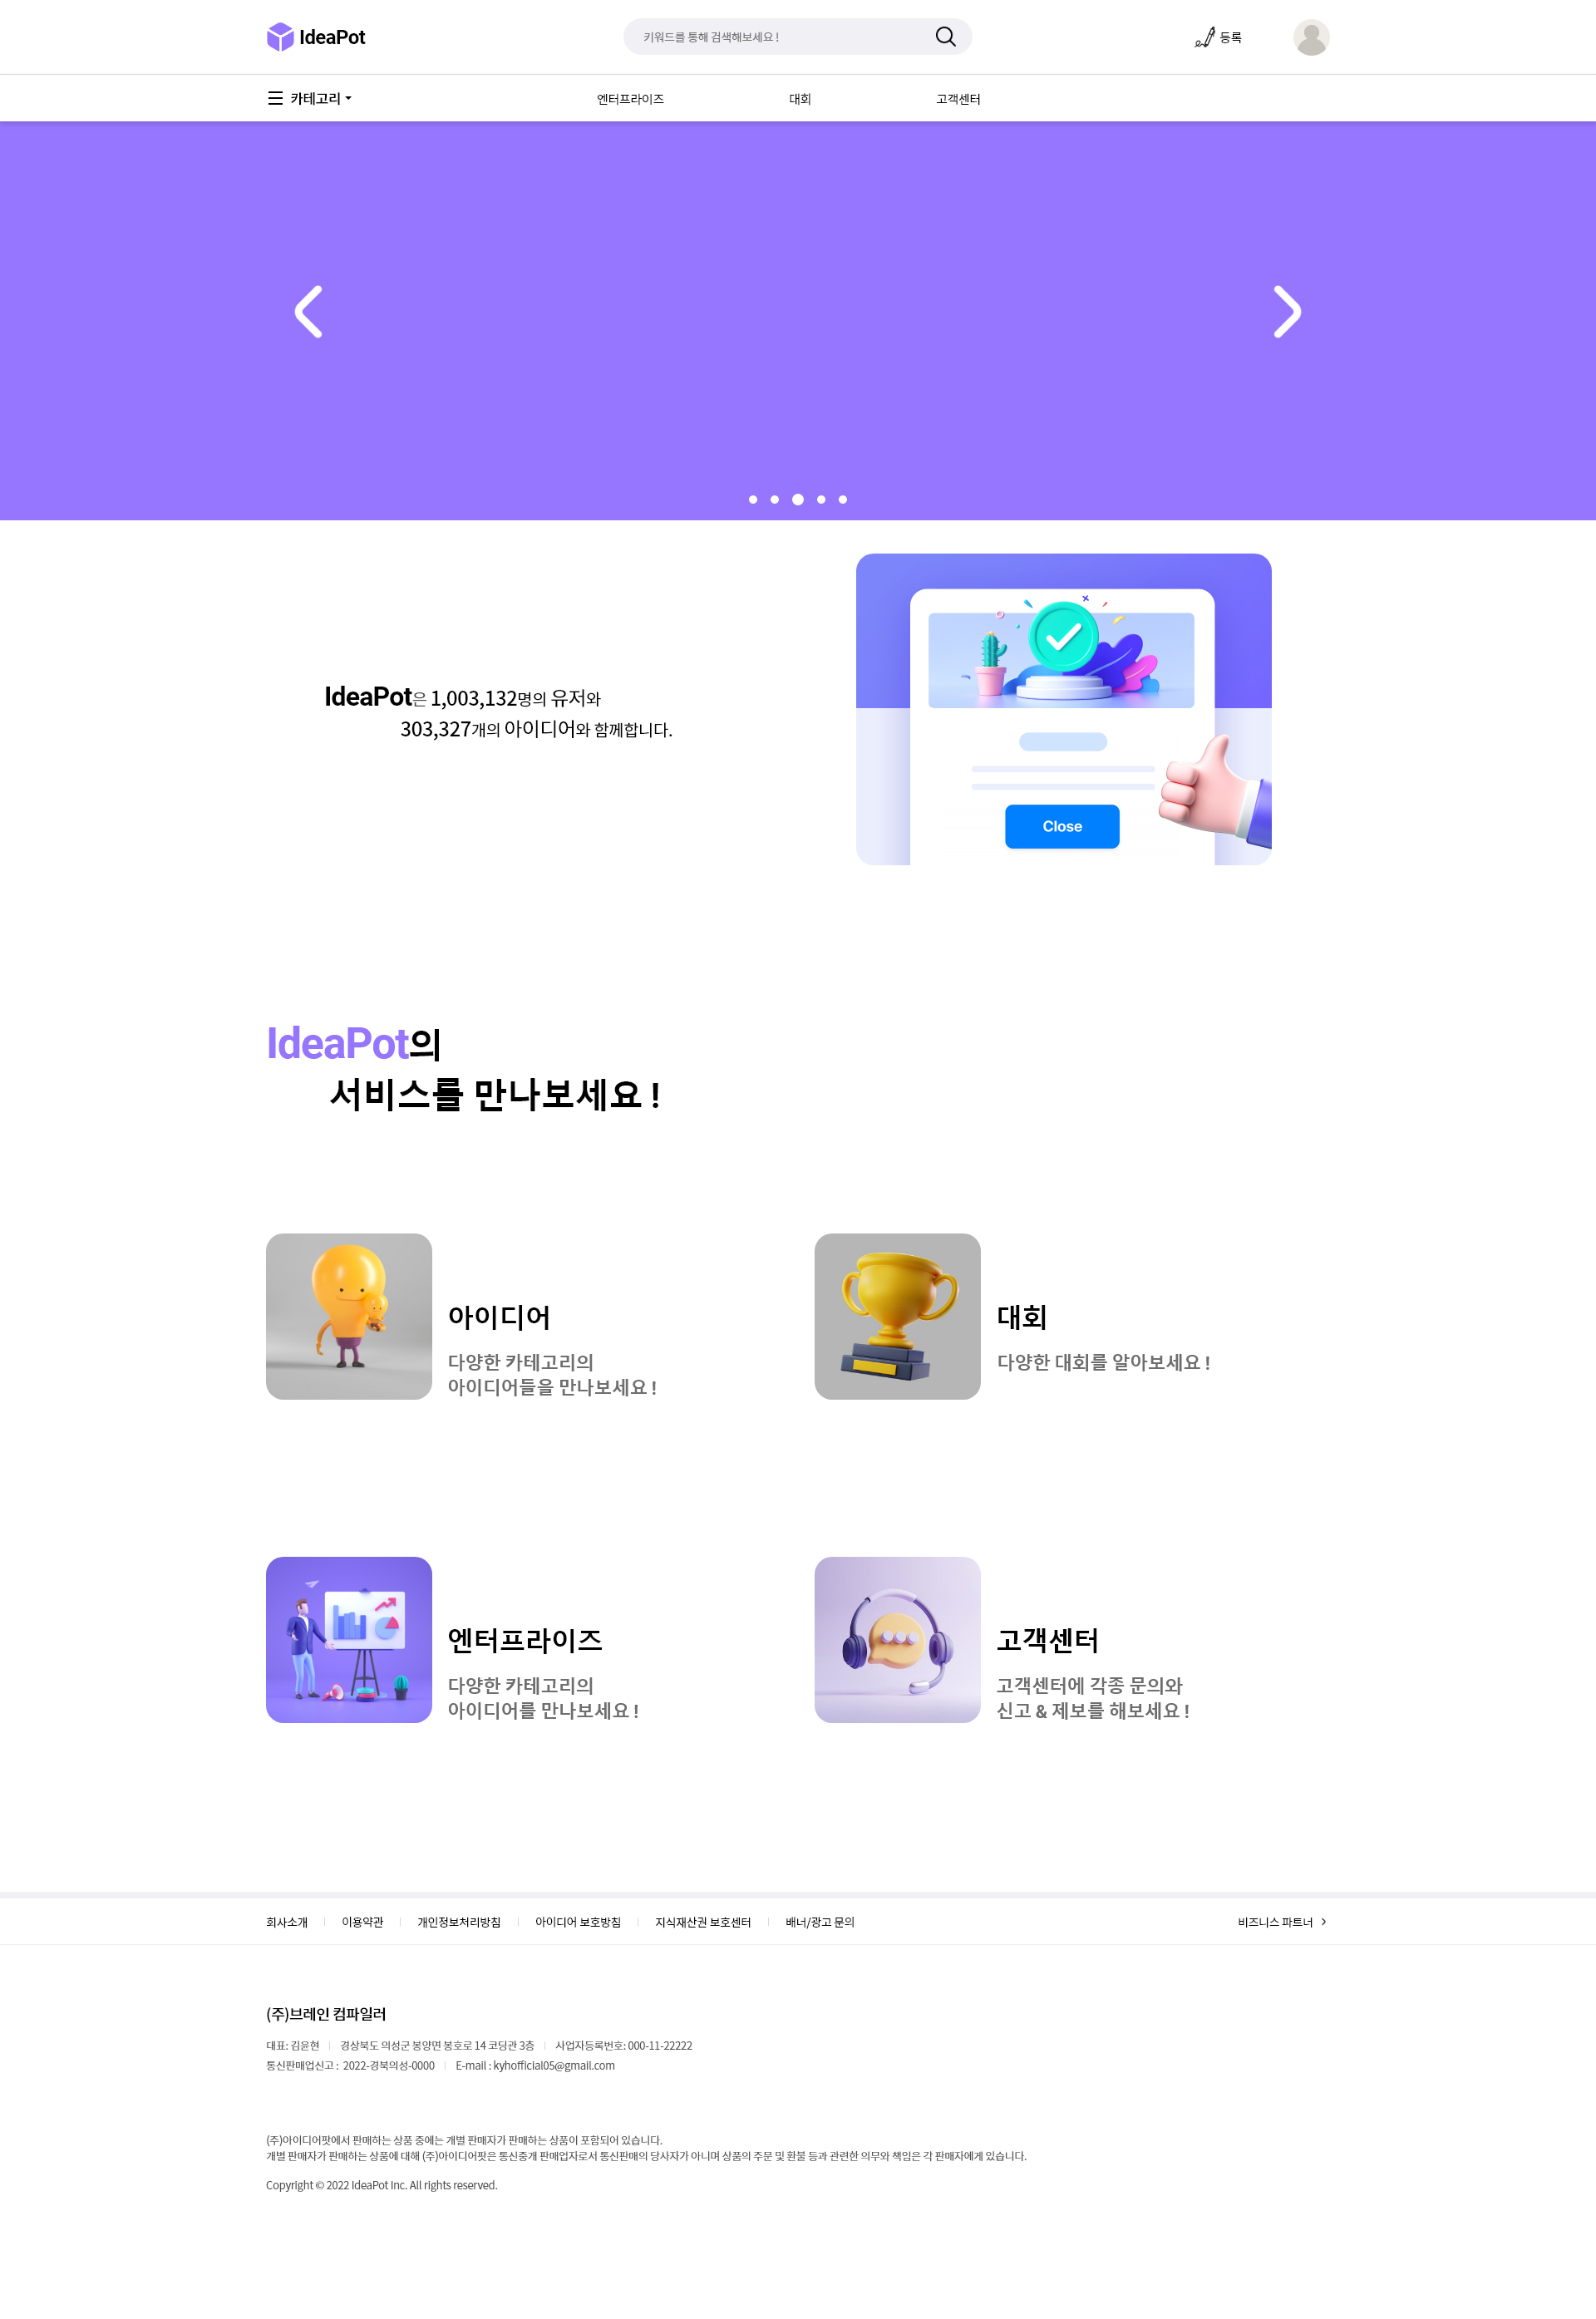 IdeaPot
키워드를 통해 검색해보세요 !
등록
카테고리
엔터프라이즈
대회
고객센터
IdeaPot은 1,003,132명의 유저와
303,327개의 아이디어와 함께합니다.
Close
IdeaPot의
서비스를 만나보세요 !
아이디어
다양한 카테고리의
아이디어들을 만나보세요 !
대회
다양한 대회를 알아보세요 !
엔터프라이즈
다양한 카테고리의
아이디어를 만나보세요 !
고객센터
고객센터에 각종 문의와
신고 & 제보를 해보세요 !
회사소개
이용약관
개인정보처리방침
아이디어 보호방침
지식재산권 보호센터
배너/광고 문의
비즈니스 파트너
(주)브레인 컴파일러
대표: 김윤현 경상북도 의성군 봉양면 봉호로 14 코딩관 3층 사업자등록번호: 000-11-22222
통신판매업신고 : 2022-경북의성-0000 E-mail : kyhofficial05@gmail.com
(주)아이디어팟에서 판매하는 상품 중에는 개별 판매자가 판매하는 상품이 포함되어 있습니다.
개별 판매자가 판매하는 상품에 대해 (주)아이디어팟은 통신중개 판매업자로서 통신판매의 당사자가 아니며 상품의 주문 및 환불 등과 관련한 의무와 책임은 각 판매자에게 있습니다.
Copyright © 2022 IdeaPot Inc. All rights reserved.